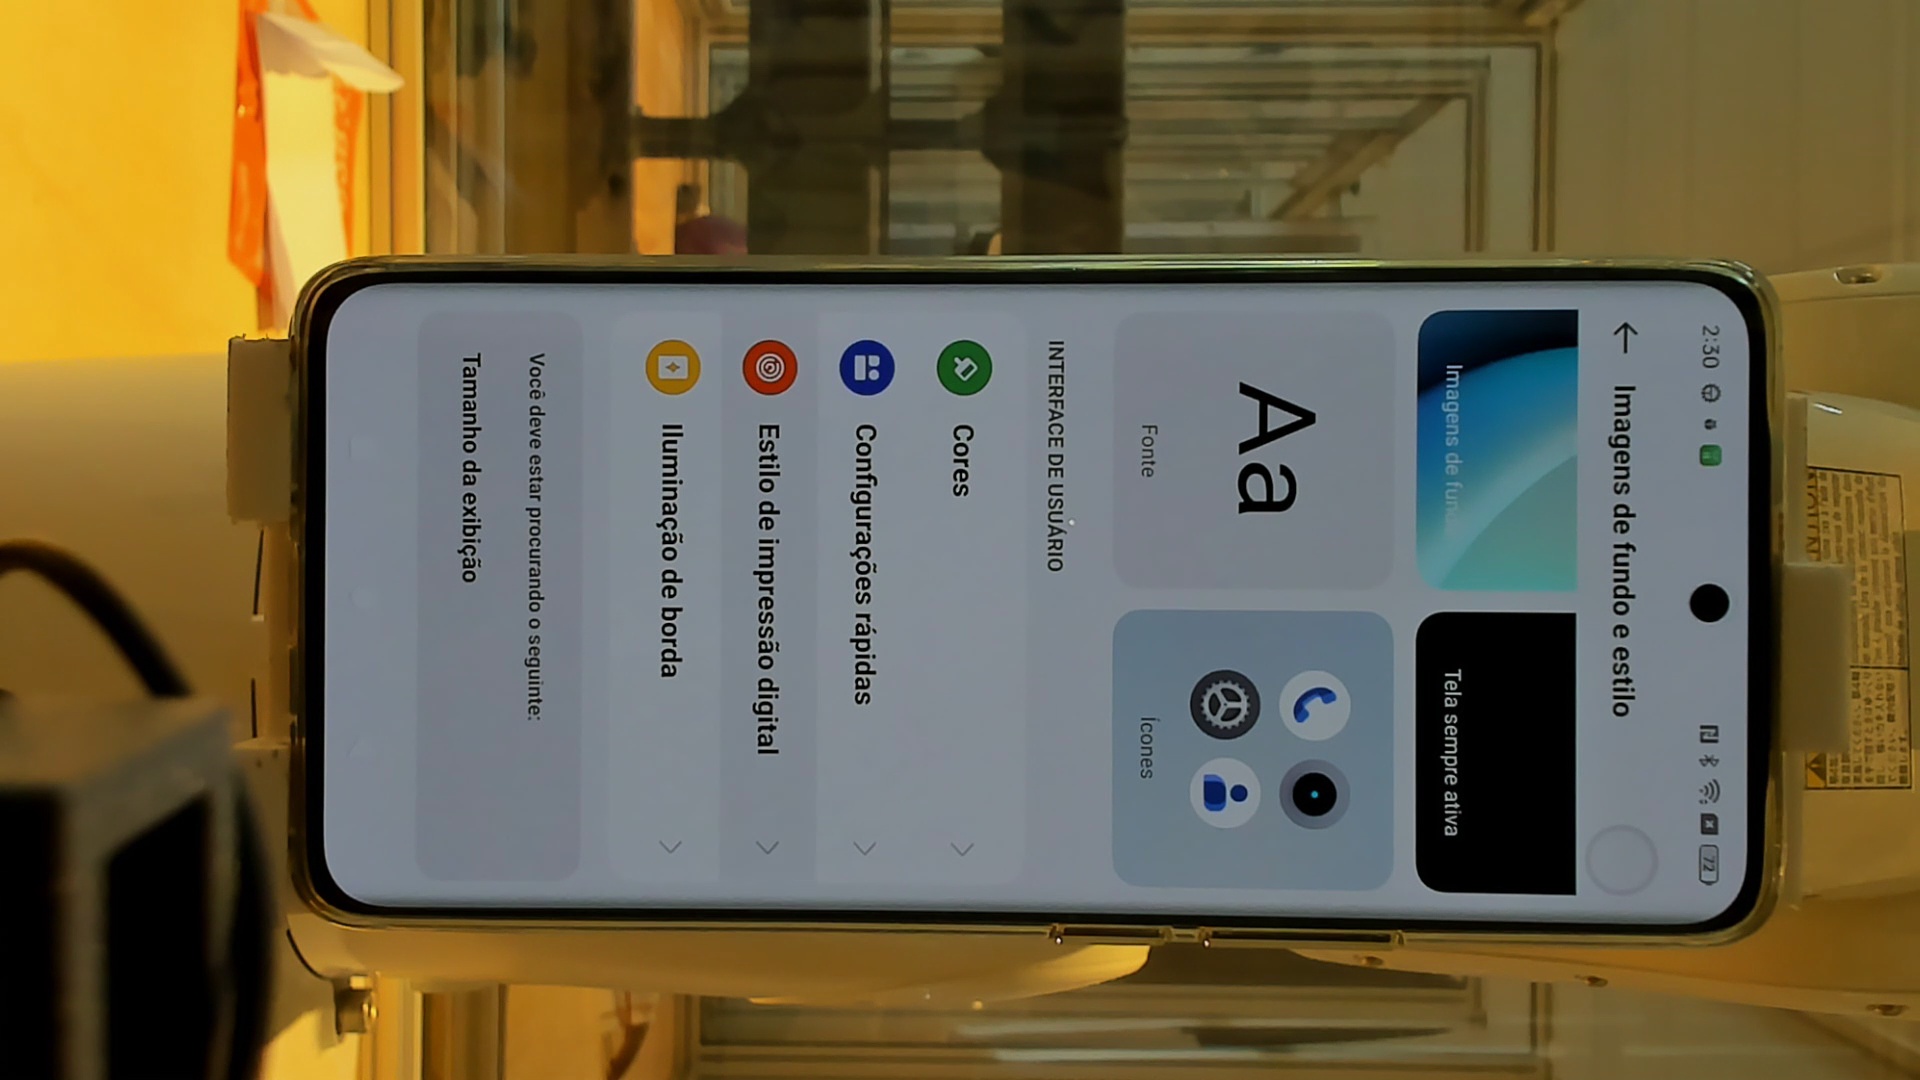 2:30
72
Imagens de fundo e estilo
Imagens de fun
Tela sempre ativa
Aa
Fonte
Ícones
INTERFACE DE USUÁRIO
Cores
Configurações rápidas
Estilo de impressão digital
Iluminação de borda
Você deve estar procurando o seguinte:
Tamanho da exibição